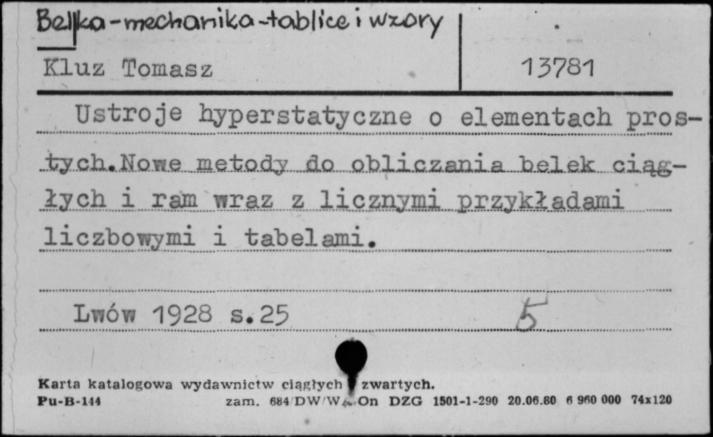 Belka-mechanika-tablice i wzory
Kluz Tomasz 13781
Ustroje hyperstatyczne o elementach pros-
tych.Nowe metody do obliczania belek ciąg-
łych i ram wraz z licznymi przykładami
liczbowymi i tabelami.
Lwów 1928 s.25 5
Karta katalogowa wydawnictw ciągłych zwartych.
Pu-B-144 zam. 684/DW/W On DZG 1501-1-290 20.06.80 6 960 000 74x120